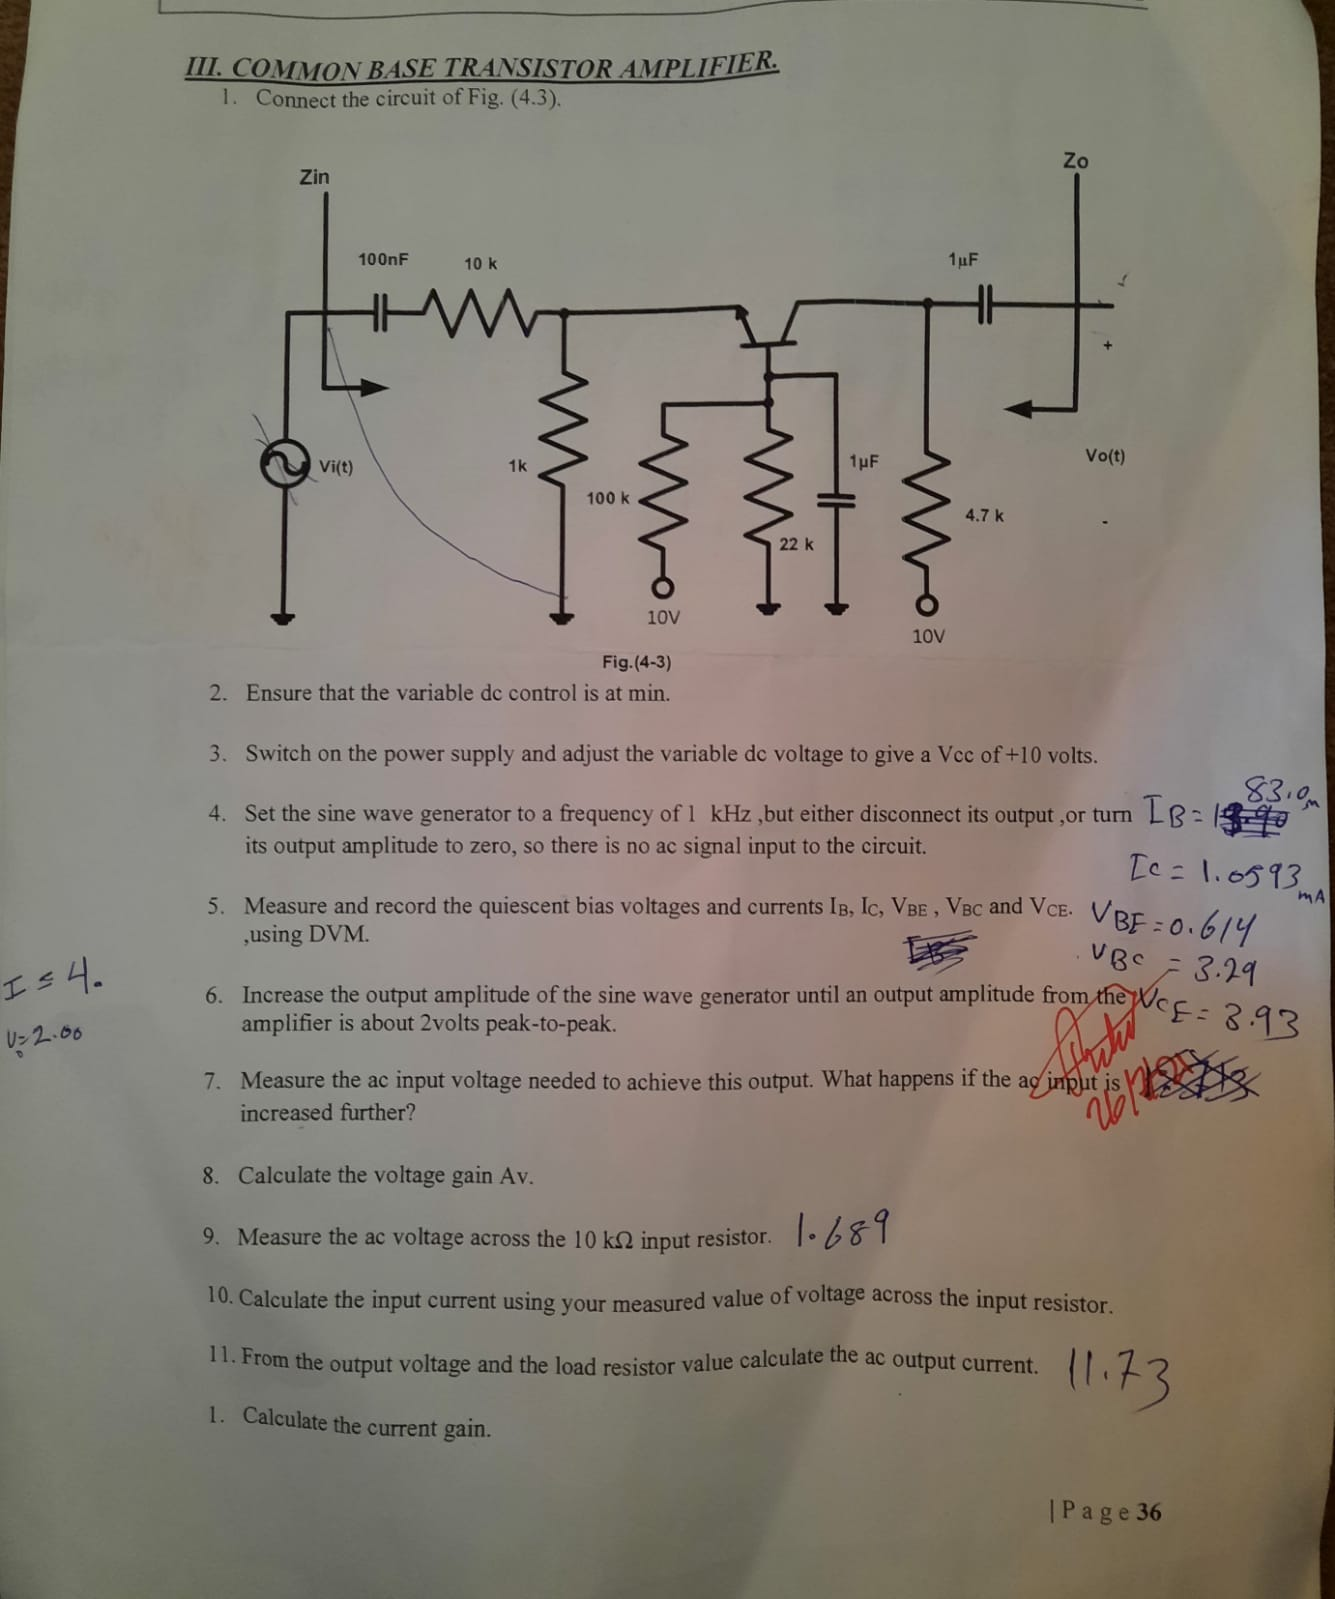 III. COMMON BASE TRANSISTOR AMPLIFIER.
1. Connect the circuit of Fig. (4.3).
Zin
Zo
100nF
10 k
1µF
+
Vi(t)
1k
100 k
22 k
1µF
4.7 k
Vo(t)
-
10V
10V
Fig.(4-3)
2. Ensure that the variable dc control is at min.
3. Switch on the power supply and adjust the variable dc voltage to give a Vcc of +10 volts.
4. Set the sine wave generator to a frequency of 1 kHz ,but either disconnect its output ,or turn
its output amplitude to zero, so there is no ac signal input to the circuit.
IB = 83.0
Ic = 1.0593 mA
5. Measure and record the quiescent bias voltages and currents IB, IC, VBE , VBC and VCE.
,using DVM.
VBE = 0.614
VBC = 3.29
VCE = 3.93
6. Increase the output amplitude of the sine wave generator until an output amplitude from the
amplifier is about 2volts peak-to-peak.
I ≤ 4.
V= 2.00
7. Measure the ac input voltage needed to achieve this output. What happens if the ac input is
increased further?
8. Calculate the voltage gain Av.
9. Measure the ac voltage across the 10 kΩ input resistor. 1.689
10. Calculate the input current using your measured value of voltage across the input resistor.
11. From the output voltage and the load resistor value calculate the ac output current. 11.73
1. Calculate the current gain.
| P a g e 36